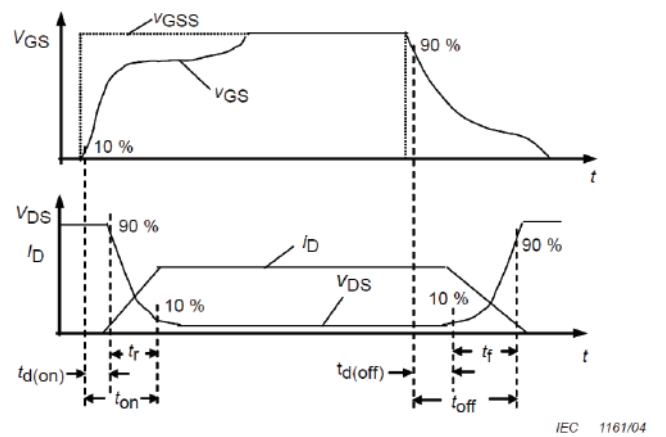 VGSS
VGS
90 %
vGS
10 %
t
VDS
90 %
iD
90 %
ID
10 %
VDS
10 %
t
tr
tf
td(on)
td(off)
ton
toff
IEC 1161/04